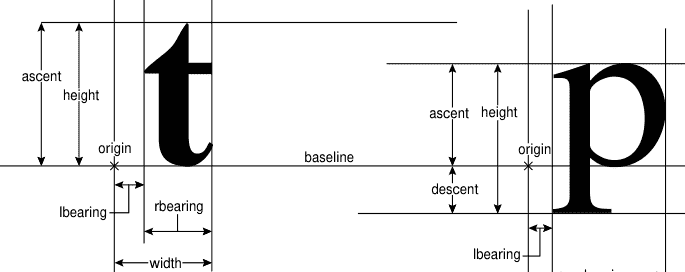 t
p
ascent
height
origin
baseline
lbearing
rbearing
width
ascent
height
origin
descent
lbearing